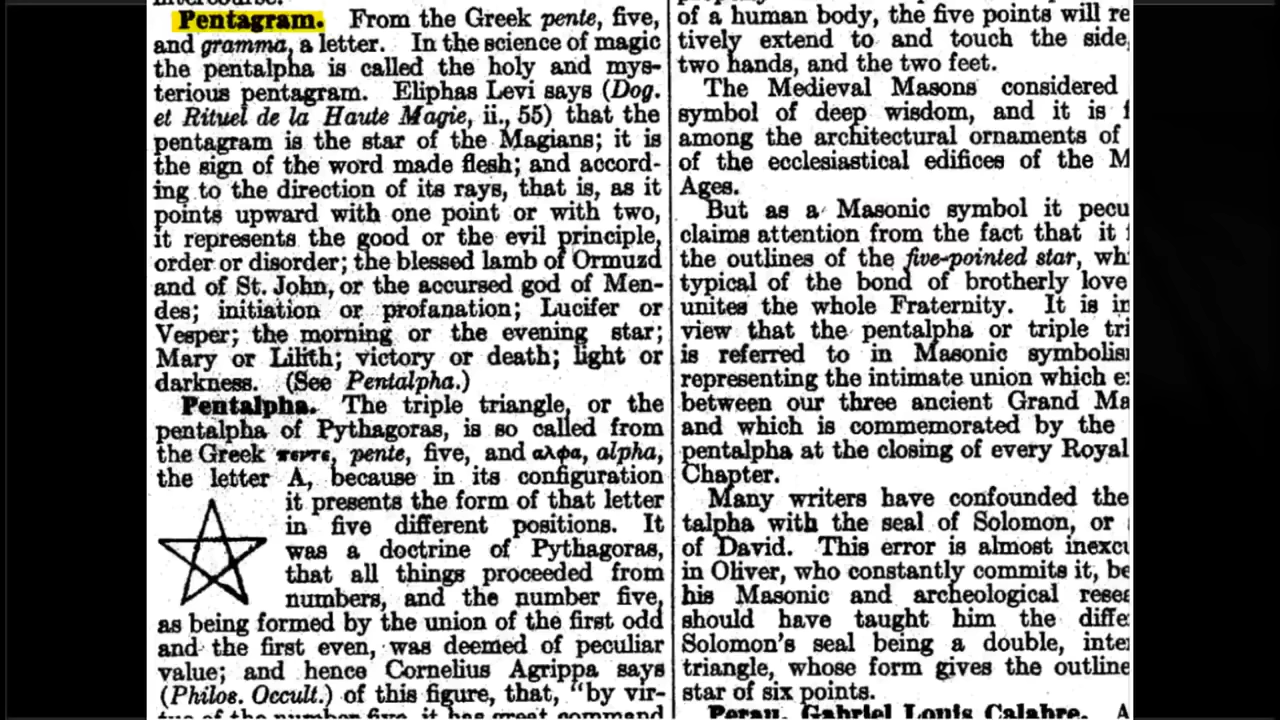 Pentagram. From the Greek pente, five,
and gramma, a letter. In the science of magic
the pentalpha is called the holy and mys-
terious pentagram. Eliphas Levi says (Dog.
et Rituel de la Haute Magie, ii., 55) that the
pentagram is the star of the Magians; it is
the sign of the word made flesh; and accord-
ing to the direction of its rays, that is, as it
points upward with one point or with two,
it represents the good or the evil principle,
order or disorder; the blessed lamb of Ormuzd
and of St. John, or the accursed god of Men-
des; initiation or profanation; Lucifer or
Vesper; the morning or the evening star;
Mary or Lilith; victory or death; light or
darkness. (See Pentalpha.)
Pentalpha. The triple triangle, or the
pentalpha of Pythagoras, is so called from
the Greek πεντε, pente, five, and αλφα, alpha,
the letter A, because in its configuration
it presents the form of that letter
in five different positions. It
was a doctrine of Pythagoras,
that all things proceeded from
numbers, and the number five,
as being formed by the union of the first odd
and the first even, was deemed of peculiar
value; and hence Cornelius Agrippa says
(Philos. Occult.) of this figure, that, "by vir-
of a human body, the five points will re
tively extend to and touch the side,
two hands, and the two feet.
The Medieval Masons considered
symbol of deep wisdom, and it is f
among the architectural ornaments of
of the ecclesiastical edifices of the M
Ages.
But as a Masonic symbol it pecu
claims attention from the fact that it f
the outlines of the five-pointed star, wh
typical of the bond of brotherly love
unites the whole Fraternity. It is in
view that the pentalpha or triple tri
is referred to in Masonic symbolis
representing the intimate union which e
between our three ancient Grand Ma
and which is commemorated by the
pentalpha at the closing of every Royal
Chapter.
Many writers have confounded the
talpha with the seal of Solomon, or
of David. This error is almost inexcu
in Oliver, who constantly commits it, be
his Masonic and archeological rese
should have taught him the diffe
Solomon's seal being a double, inte
triangle, whose form gives the outline
star of six points.
Perau, Gabriel Louis Calabre. A